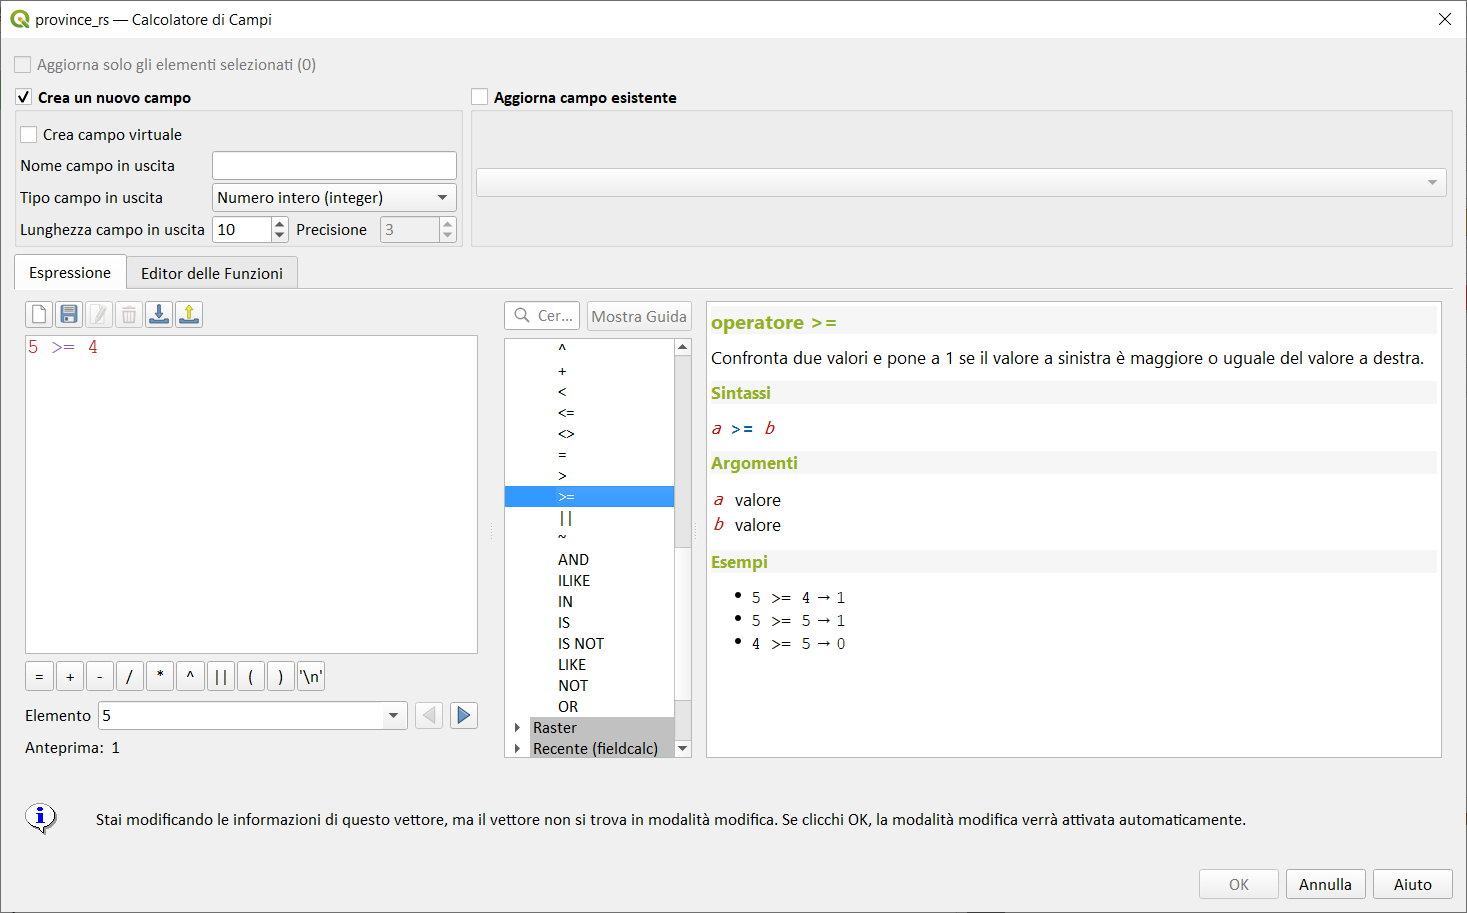 province_rs — Calcolatore di Campi
Aggiorna solo gli elementi selezionati (0)
Crea un nuovo campo
Aggiorna campo esistente
Crea campo virtuale
Nome campo in uscita
Tipo campo in uscita
Numero intero (integer)
Lunghezza campo in uscita
10
Precisione
3
Espressione
Editor delle Funzioni
5 >= 4
= + - / * ^ || ( ) '\n'
Elemento
5
Anteprima: 1
Cer...
Mostra Guida
^
+
<
<=
<>
=
>
>=
||
~
AND
ILIKE
IN
IS
IS NOT
LIKE
NOT
OR
Raster
Recente (fieldcalc)
operatore >=
Confronta due valori e pone a 1 se il valore a sinistra è maggiore o uguale del valore a destra.
Sintassi
a >= b
Argomenti
a valore
b valore
Esempi
• 5 >= 4 → 1
• 5 >= 5 → 1
• 4 >= 5 → 0
Stai modificando le informazioni di questo vettore, ma il vettore non si trova in modalità modifica. Se clicchi OK, la modalità modifica verrà attivata automaticamente.
OK
Annulla
Aiuto